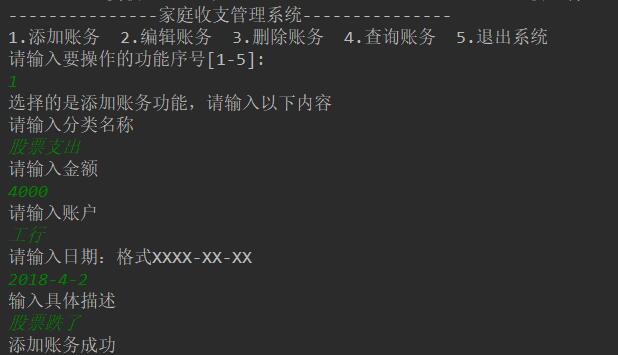 ---------------家庭收支管理系统---------------
1.添加账务  2.编辑账务  3.删除账务  4.查询账务  5.退出系统
请输入要操作的功能序号[1-5]:
1
选择的是添加账务功能，请输入以下内容
请输入分类名称
股票支出
请输入金额
4000
请输入账户
工行
请输入日期：格式XXXX-XX-XX
2018-4-2
输入具体描述
股票跌了
添加账务成功